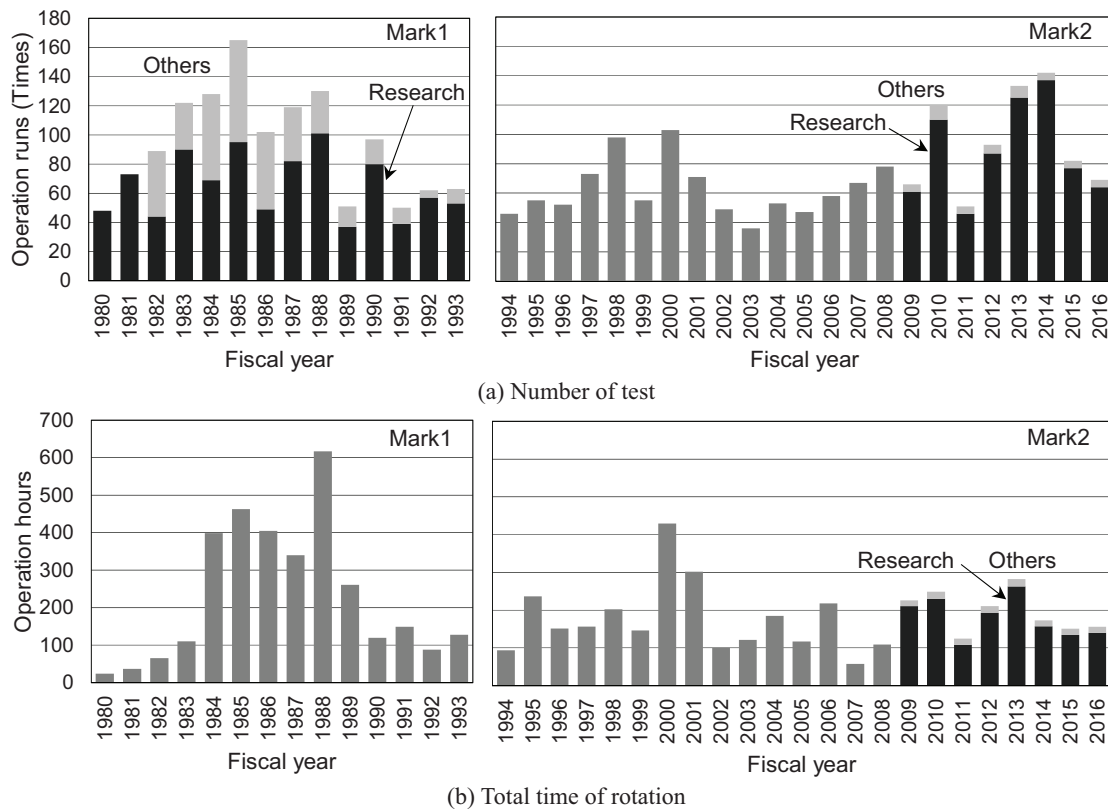 Mark1
Mark2
Operation runs (Times)
180
160
140
120
100
80
60
40
20
0
Others
Research
Others
Research
1980 1981 1982 1983 1984 1985 1986 1987 1988 1989 1990 1991 1992 1993
1994 1995 1996 1997 1998 1999 2000 2001 2002 2003 2004 2005 2006 2007 2008 2009 2010 2011 2012 2013 2014 2015 2016
Fiscal year
Fiscal year
(a) Number of test
Mark1
Mark2
Operation hours
700
600
500
400
300
200
100
0
Research
Others
1980 1981 1982 1983 1984 1985 1986 1987 1988 1989 1990 1991 1992 1993
1994 1995 1996 1997 1998 1999 2000 2001 2002 2003 2004 2005 2006 2007 2008 2009 2010 2011 2012 2013 2014 2015 2016
Fiscal year
Fiscal year
(b) Total time of rotation